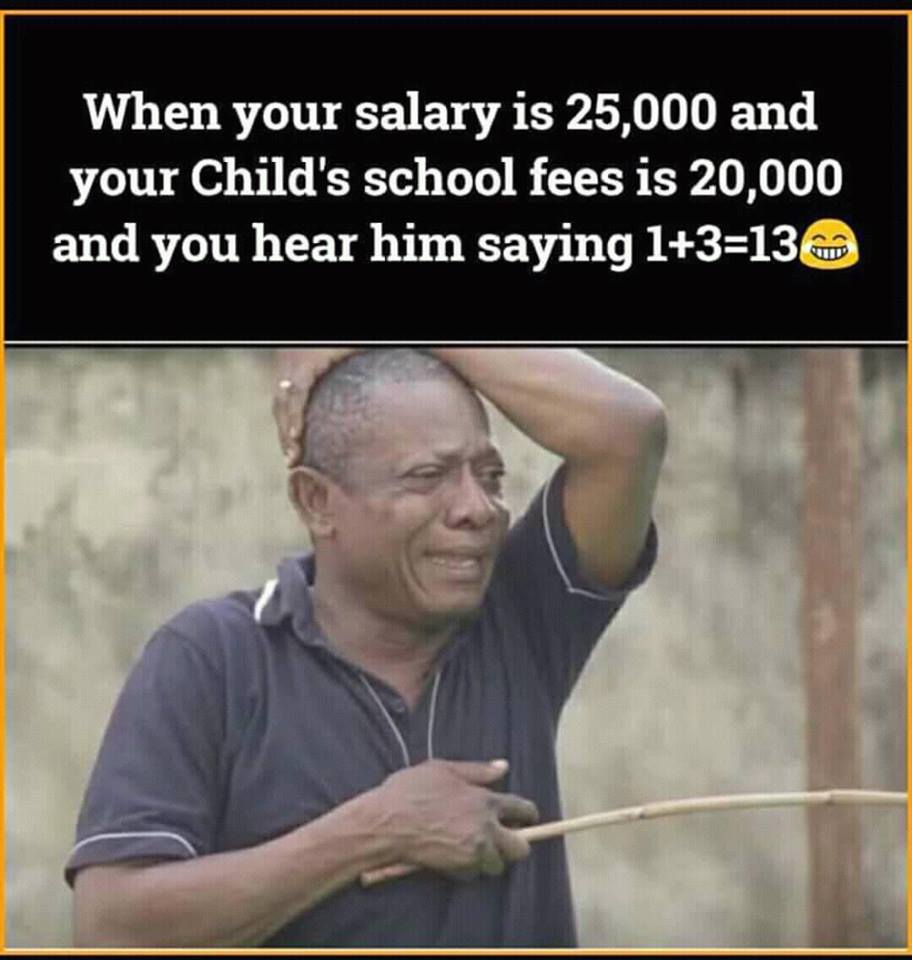 When your salary is 25,000 and
your Child's school fees is 20,000
and you hear him saying 1+3=13😂